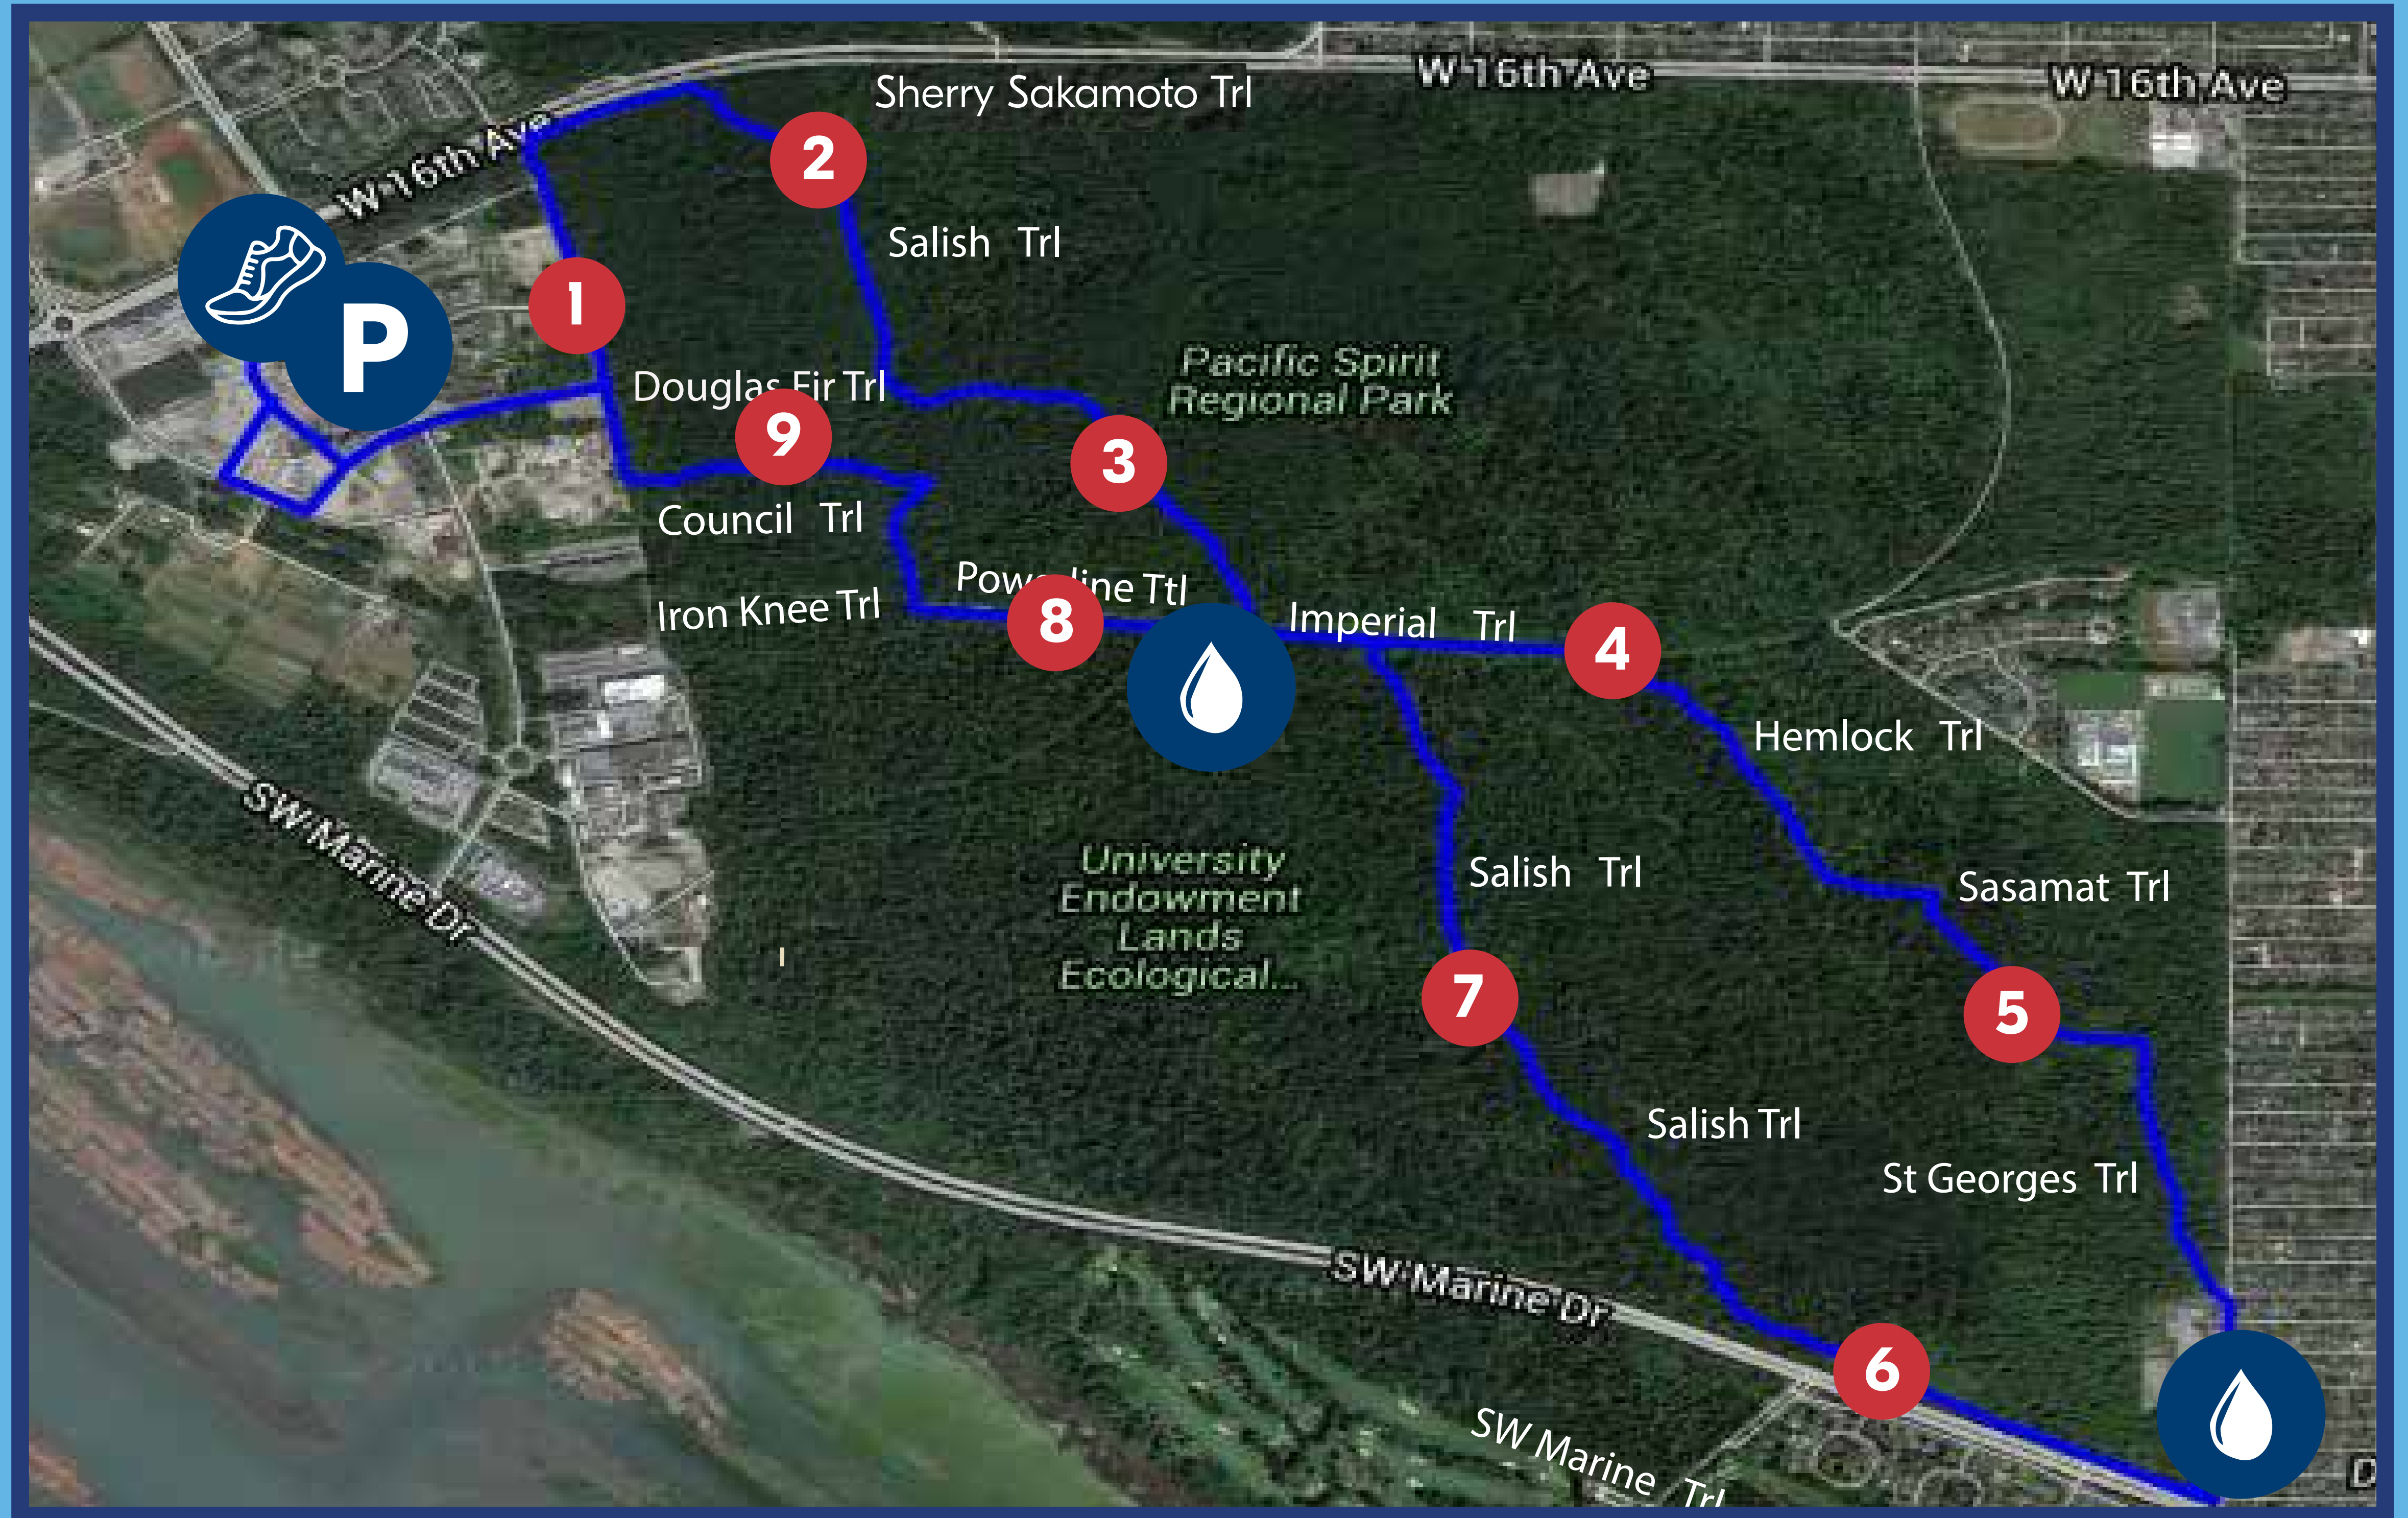 Sherry Sakamoto Trl
W 16th Ave
W 16th Ave
W 16th Ave
2
Salish Trl
1
P
Pacific Spirit
Regional Park
Douglas Fir Trl
9
3
Council Trl
Powerline Ttl
Iron Knee Trl
8
Imperial Trl
4
Hemlock Trl
SW Marine Dr
University
Endowment
Lands
Ecological...
Salish Trl
Sasamat Trl
7
5
Salish Trl
St Georges Trl
SW Marine Dr
6
SW Marine Trl
D